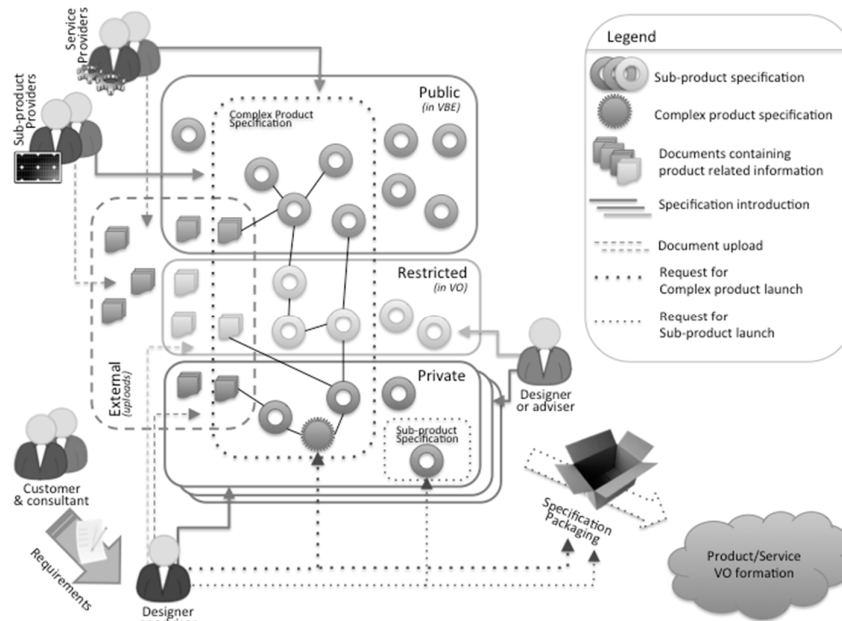 Service
Providers
Sub-product
Providers
Public
(in VBE)
Complex Product
Specification
Restricted
(in VO)
External
(uploads)
Private
Sub-product
Specification
Designer
or adviser
Customer
& consultant
Requirements
Designer
Specification
Packaging
Product/Service
VO formation
Legend
Sub-product specification
Complex product specification
Documents containing
product related information
Specification introduction
Document upload
Request for
Complex product launch
Request for
Sub-product launch